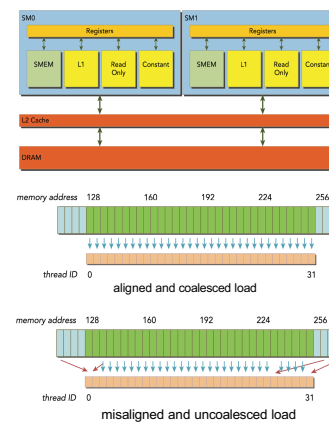 SM0 SM1
Registers Registers
SMEM L1 Read Only Constant SMEM L1 Read Only Constant
L2 Cache
DRAM
memory address 128 160 192 224 256
thread ID 0 31
aligned and coalesced load
memory address 128 160 192 224 256
thread ID 0 31
misaligned and uncoalesced load